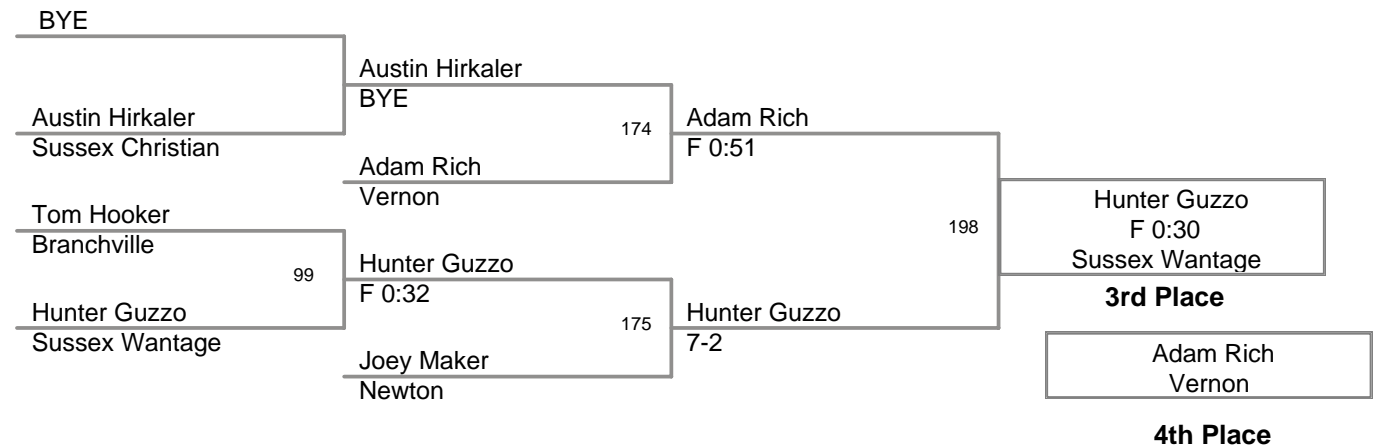 BYE
Austin Hirkaler
BYE
Austin Hirkaler
Sussex Christian
174
Adam Rich
F 0:51
Adam Rich
Vernon
Tom Hooker
Branchville
99
Hunter Guzzo
F 0:32
Hunter Guzzo
Sussex Wantage
175
Hunter Guzzo
7-2
Joey Maker
Newton
198
Hunter Guzzo
F 0:30
Sussex Wantage
3rd Place
Adam Rich
Vernon
4th Place